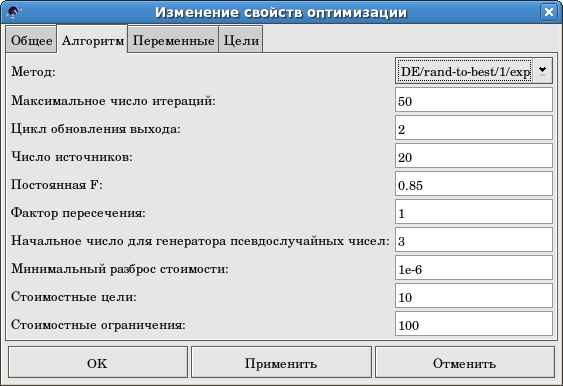 Изменение свойств оптимизации
Общее Алгоритм Переменные Цели
Метод: DE/rand-to-best/1/exp
Максимальное число итераций: 50
Цикл обновления выхода: 2
Число источников: 20
Постоянная F: 0.85
Фактор пересечения: 1
Начальное число для генератора псевдослучайных чисел: 3
Минимальный разброс стоимости: 1e-6
Стоимостные цели: 10
Стоимостные ограничения: 100
OK Применить Отменить